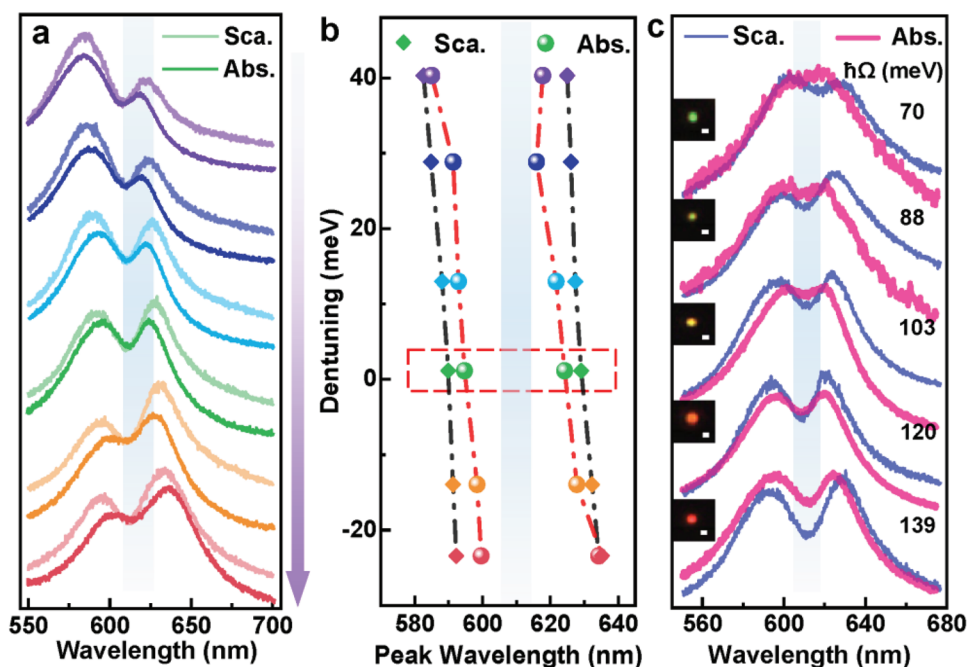 a
Sca.
Abs.
550 600 650 700
Wavelength (nm)
b
Sca. Abs.
Dentuning (meV)
40
20
0
-20
580 600 620 640
Peak Wavelength (nm)
c
Sca. Abs.
ℏΩ (meV)
70
88
103
120
139
560 600 640 680
Wavelength (nm)